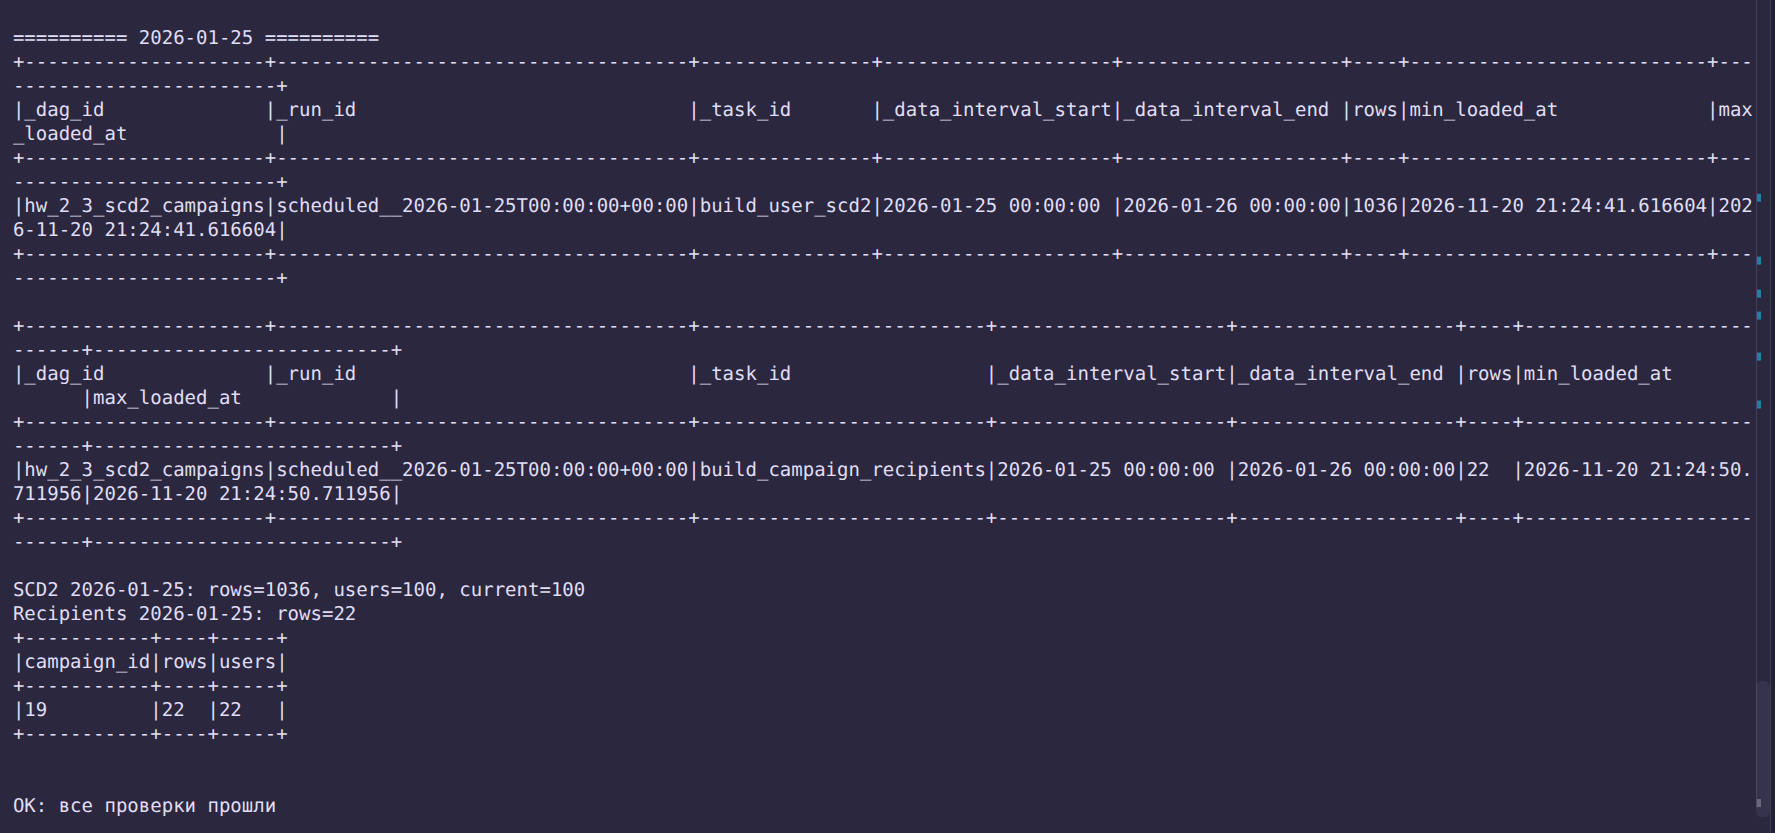 ========== 2026-01-25 ==========
+----------------------+------------------------------------+---------------+--------------------+-------------------+----+--------------------------+---
-----------------------+
|_dag_id              |_run_id                             |_task_id       |_data_interval_start|_data_interval_end |rows|min_loaded_at             |max
_loaded_at             |
+----------------------+------------------------------------+---------------+--------------------+-------------------+----+--------------------------+---
-----------------------+
|hw_2_3_scd2_campaigns|scheduled__2026-01-25T00:00:00+00:00|build_user_scd2|2026-01-25 00:00:00 |2026-01-26 00:00:00|1036|2026-11-20 21:24:41.616604|202
6-11-20 21:24:41.616604|
+----------------------+------------------------------------+---------------+--------------------+-------------------+----+--------------------------+---
-----------------------+
+----------------------+------------------------------------+-------------------------+--------------------+-------------------+----+--------------------
------+--------------------------+
|_dag_id              |_run_id                             |_task_id                 |_data_interval_start|_data_interval_end |rows|min_loaded_at
      |max_loaded_at             |
+----------------------+------------------------------------+-------------------------+--------------------+-------------------+----+--------------------
------+--------------------------+
|hw_2_3_scd2_campaigns|scheduled__2026-01-25T00:00:00+00:00|build_campaign_recipients|2026-01-25 00:00:00 |2026-01-26 00:00:00|22  |2026-11-20 21:24:50.
711956|2026-11-20 21:24:50.711956|
+----------------------+------------------------------------+-------------------------+--------------------+-------------------+----+--------------------
------+--------------------------+
SCD2 2026-01-25: rows=1036, users=100, current=100
Recipients 2026-01-25: rows=22
+-----------+----+-----+
|campaign_id|rows|users|
+-----------+----+-----+
|19         |22  |22   |
+-----------+----+-----+
OK: все проверки прошли